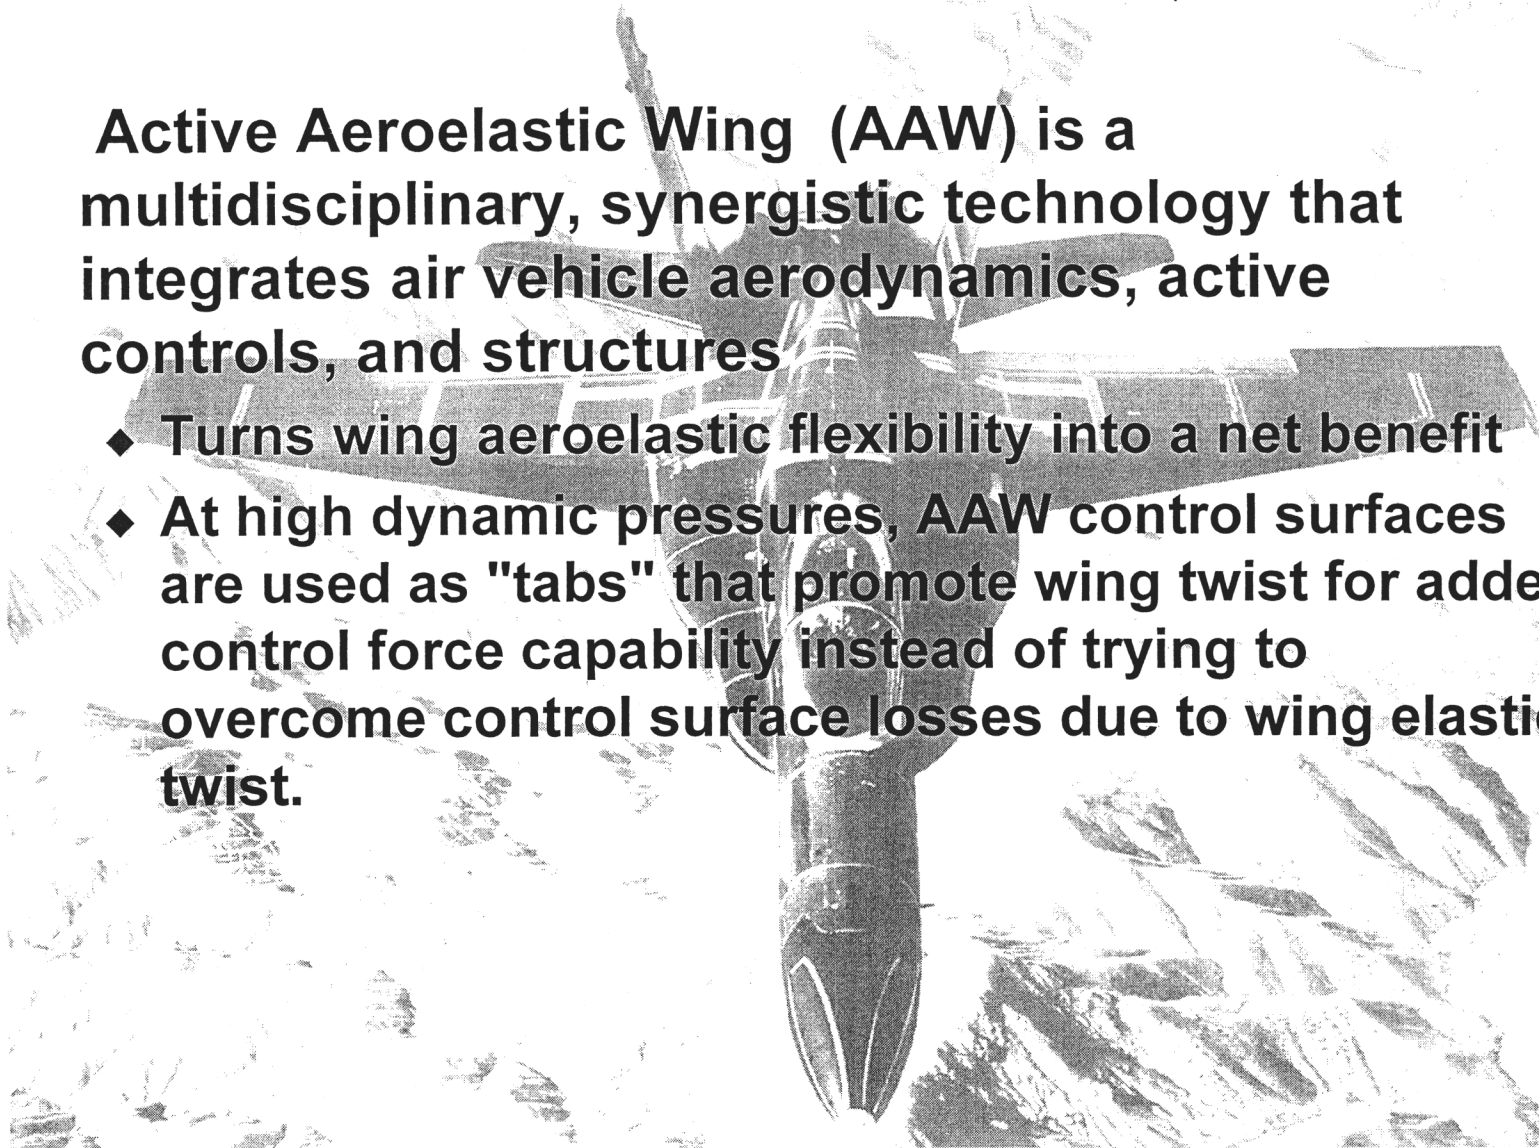 Active Aeroelastic Wing (AAW) is a
multidisciplinary, synergistic technology that
integrates air vehicle aerodynamics, active
controls, and structures
◆ Turns wing aeroelastic flexibility into a net benefit
◆ At high dynamic pressures, AAW control surfaces
are used as "tabs" that promote wing twist for adde
control force capability instead of trying to
overcome control surface losses due to wing elasti
twist.